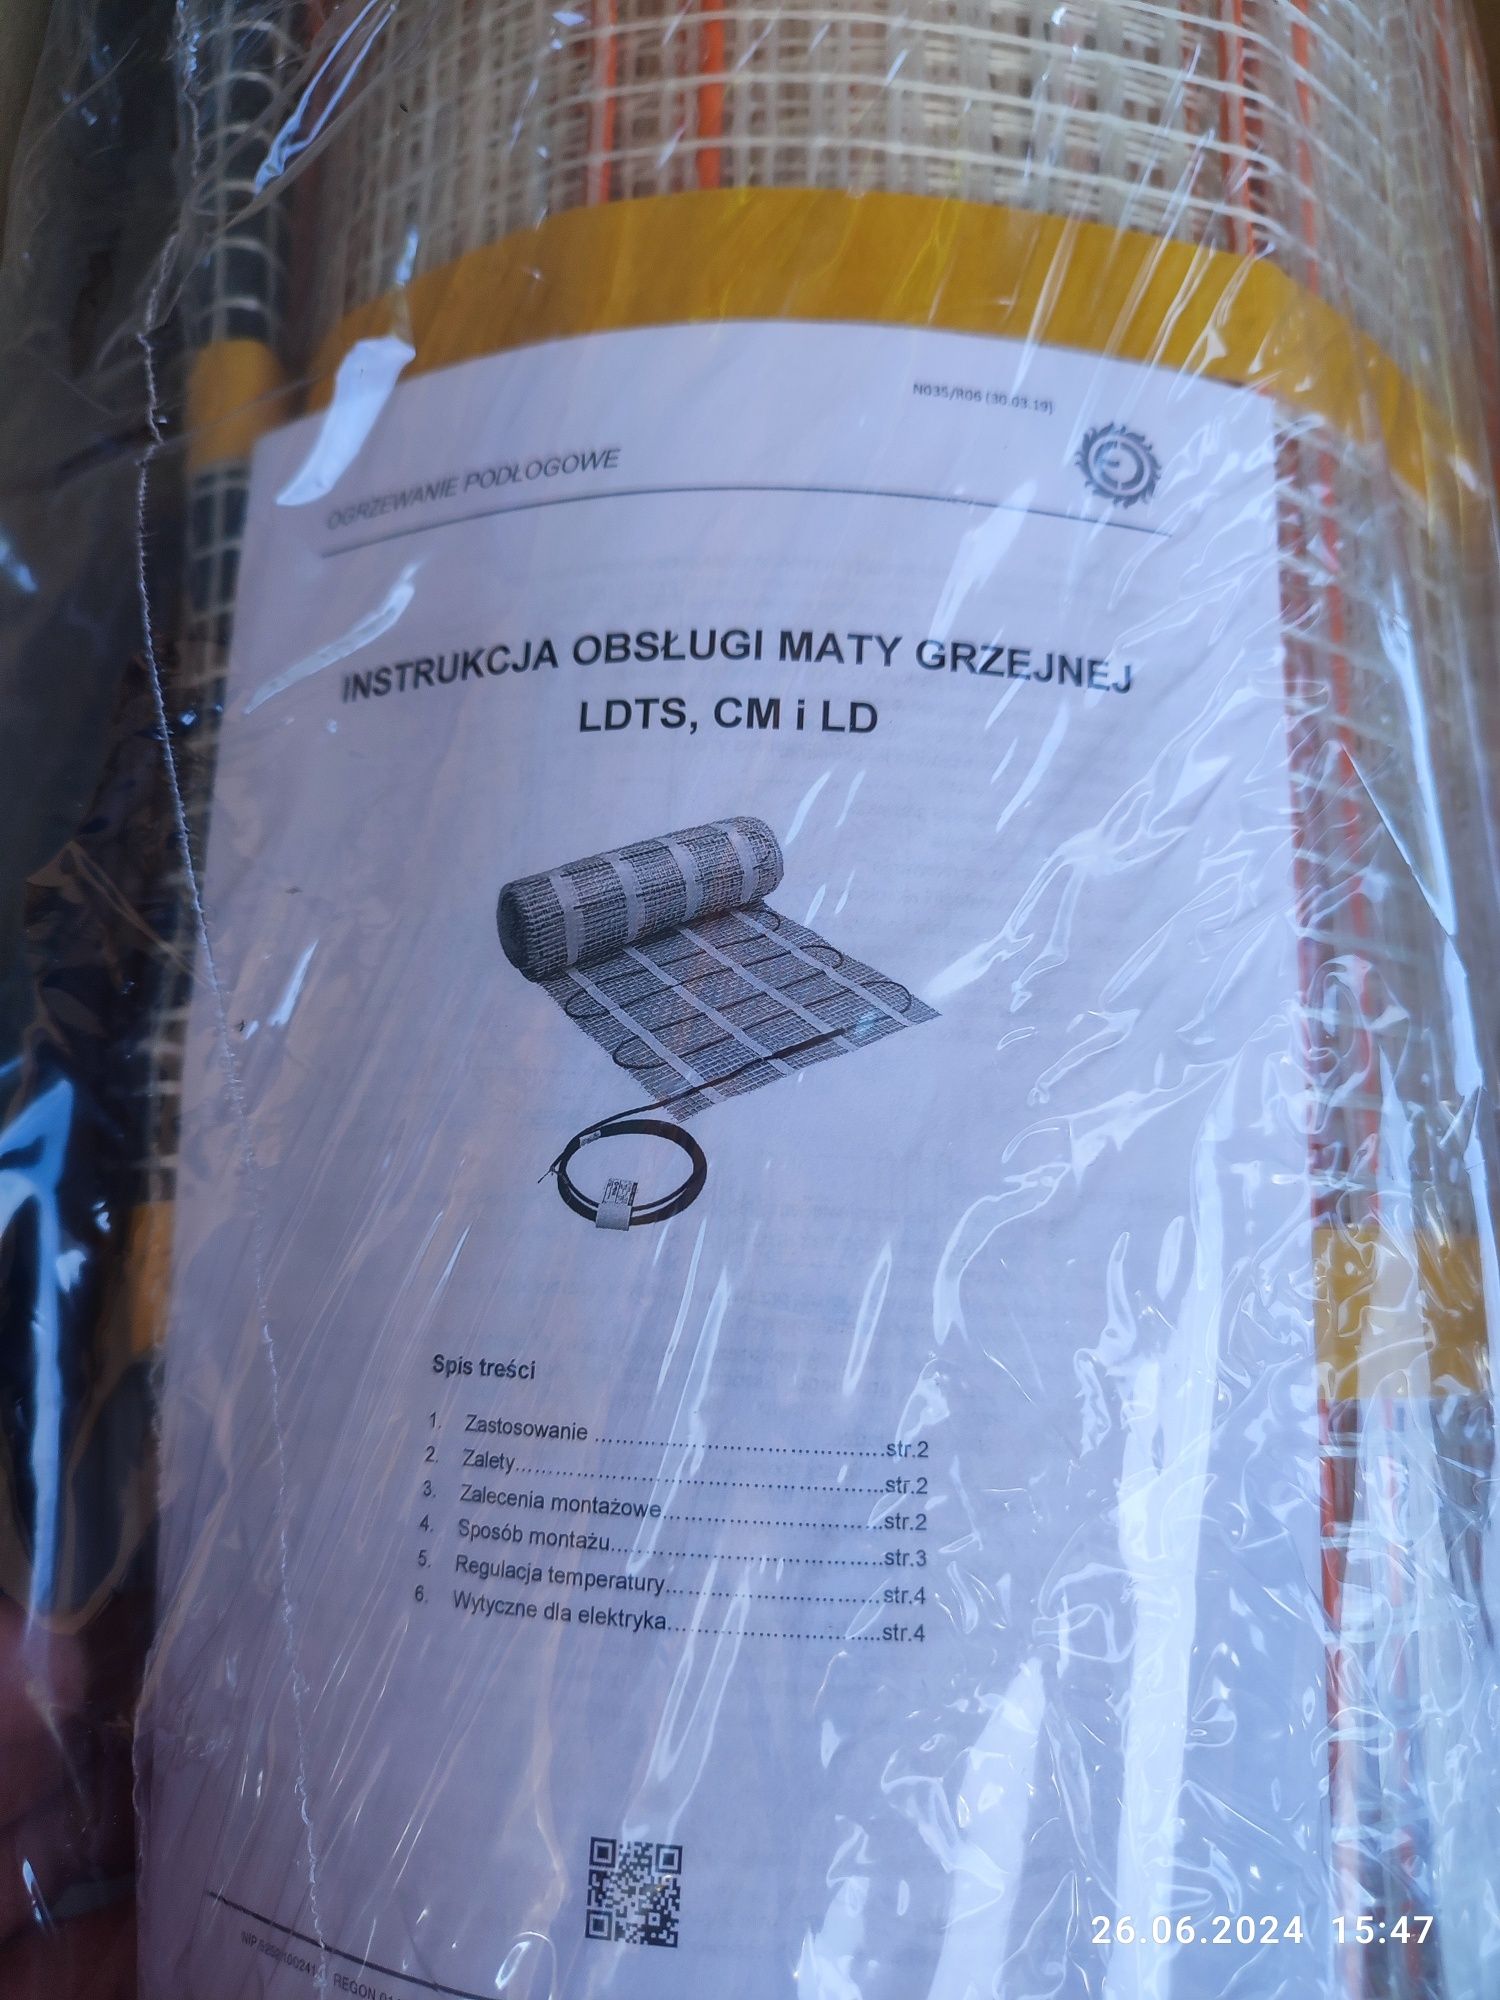 N035/R06 (30.03.19)
OGRZEWANIE PODŁOGOWE
INSTRUKCJA OBSŁUGI MATY GRZEJNEJ
LDTS, CM i LD
Spis treści
1. Zastosowanie ..............................................str.2
2. Zalety..........................................................str.2
3. Zalecenia montażowe..................................str.2
4. Sposób montażu..........................................str.3
5. Regulacja temperatury.................................str.4
6. Wytyczne dla elektryka.................................str.4
NIP REGON
26.06.2024 15:47